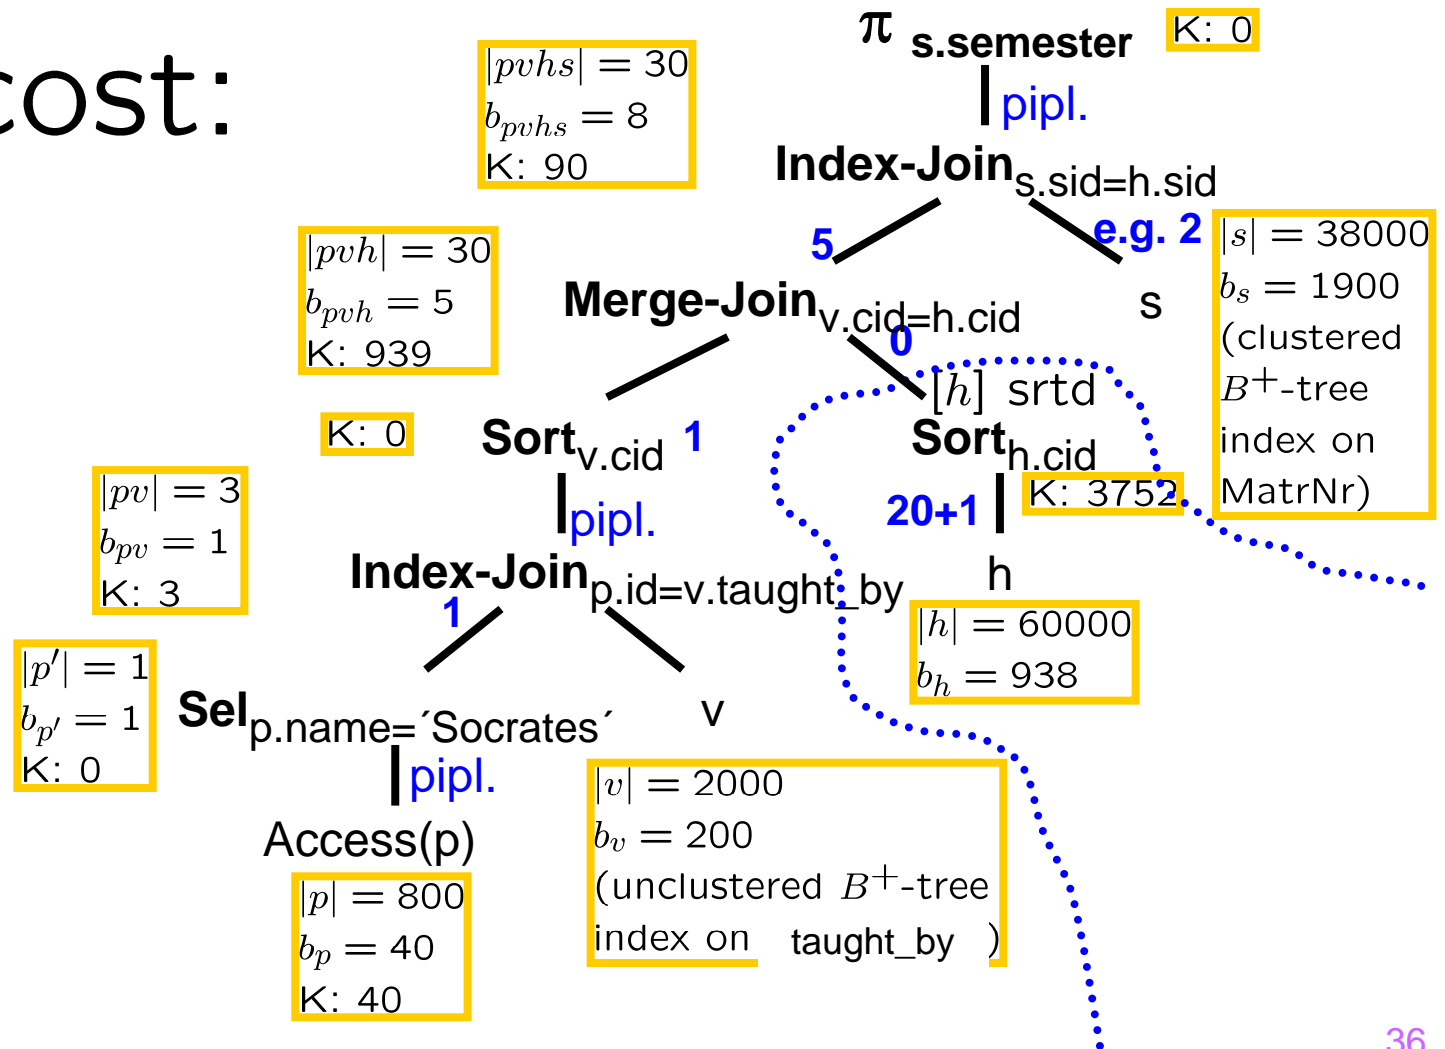 cost:
π s.semester
K: 0
pipl.
|pvhs| = 30
b_pvhs = 8
K: 90
Index-Join s.sid=h.sid
5
e.g. 2
|s| = 38000
b_s = 1900
(clustered
B+-tree
index on
MatrNr)
|pvh| = 30
b_pvh = 5
K: 939
Merge-Join v.cid=h.cid
s
0
[h] srtd
K: 0
Sort v.cid
1
Sort h.cid
K: 3752
|pv| = 3
b_pv = 1
K: 3
pipl.
20+1
Index-Join p.id=v.taught_by
h
1
|h| = 60000
b_h = 938
|p′| = 1
b_p′ = 1
K: 0
Sel p.name=´Socrates´
v
pipl.
|v| = 2000
b_v = 200
(unclustered B+-tree
index on taught_by )
Access(p)
|p| = 800
b_p = 40
K: 40
36